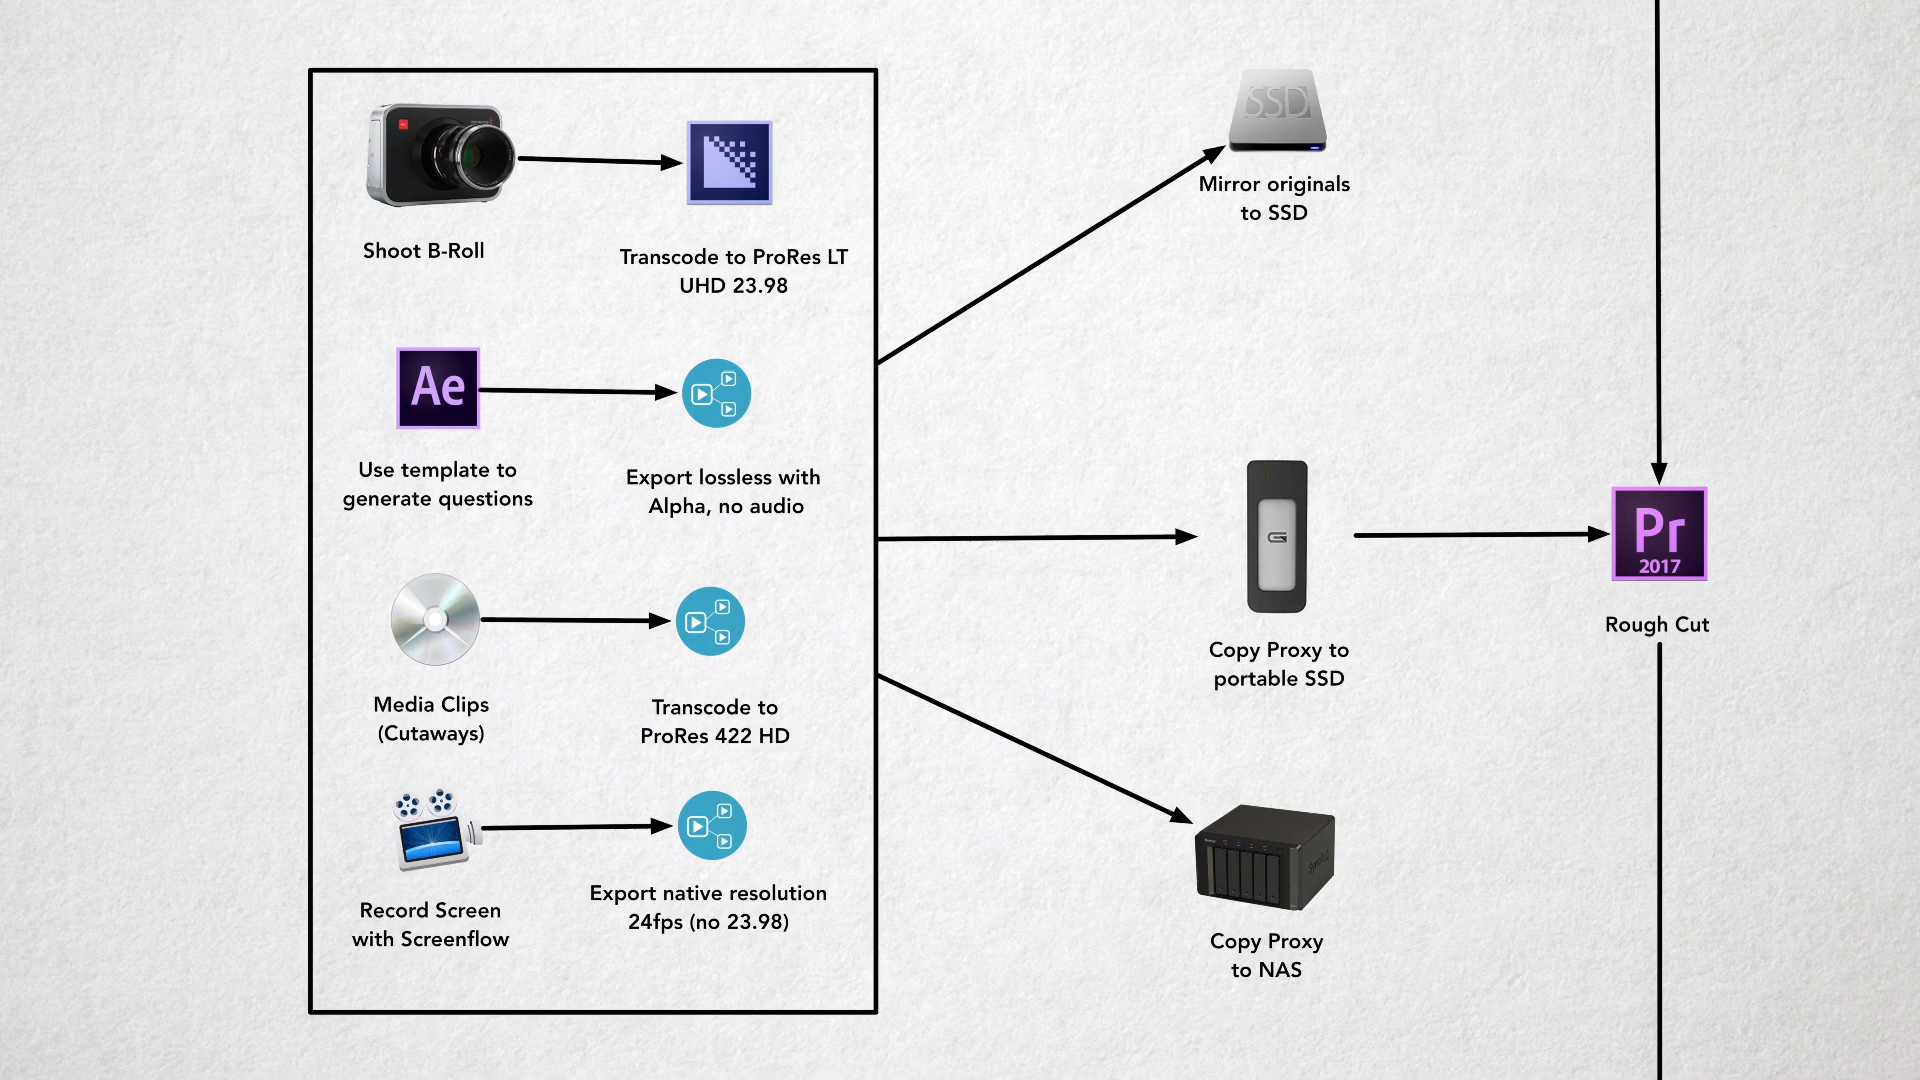 Shoot B-Roll
Transcode to ProRes LT
UHD 23.98
Ae
Use template to
generate questions
Export lossless with
Alpha, no audio
Media Clips
(Cutaways)
Transcode to
ProRes 422 HD
Record Screen
with Screenflow
Export native resolution
24fps (no 23.98)
SSD
Mirror originals
to SSD
G
Copy Proxy to
portable SSD
Copy Proxy
to NAS
Pr
2017
Rough Cut